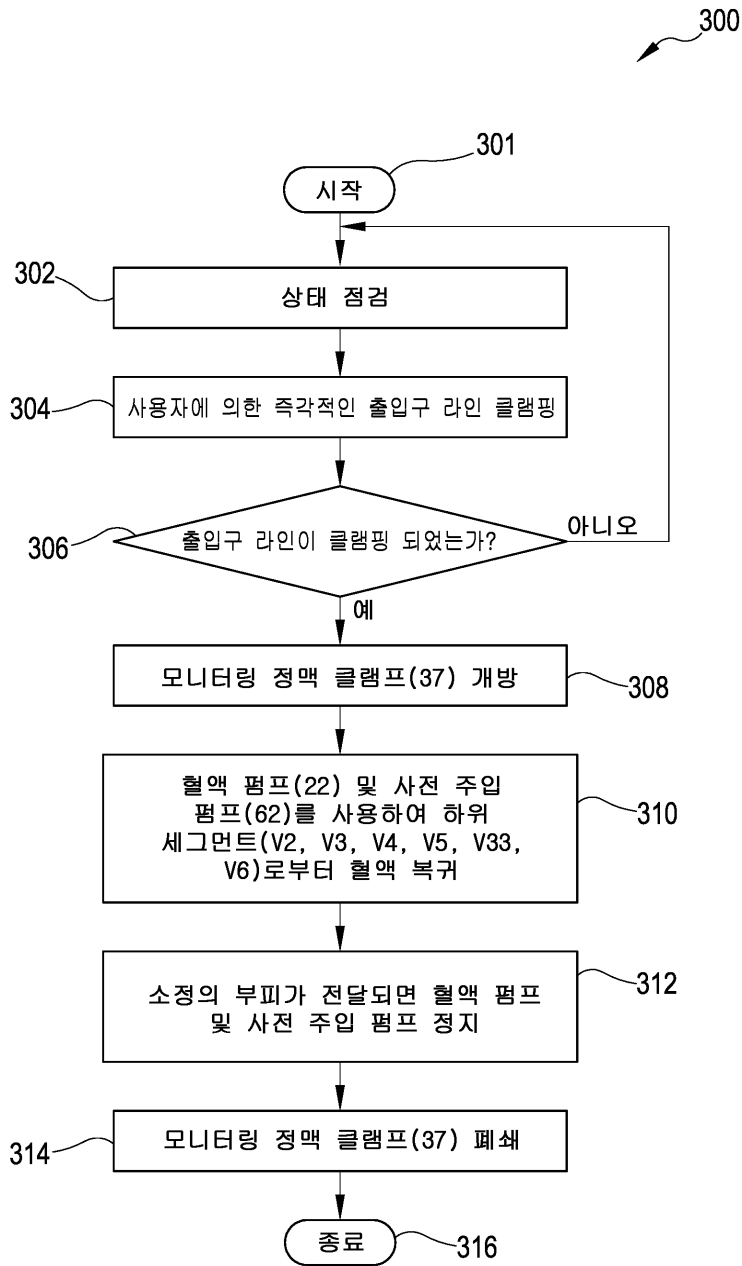 300
301
시작
302
상태 점검
304
사용자에 의한 즉각적인 출입구 라인 클램핑
306
출입구 라인이 클램핑 되었는가?
아니오
예
모니터링 정맥 클램프(37) 개방
308
혈액 펌프(22) 및 사전 주입
펌프(62)를 사용하여 하위
세그먼트(V2, V3, V4, V5, V33,
V6)로부터 혈액 복귀
310
소정의 부피가 전달되면 혈액 펌프
및 사전 주입 펌프 정지
312
모니터링 정맥 클램프(37) 폐쇄
314
종료
316